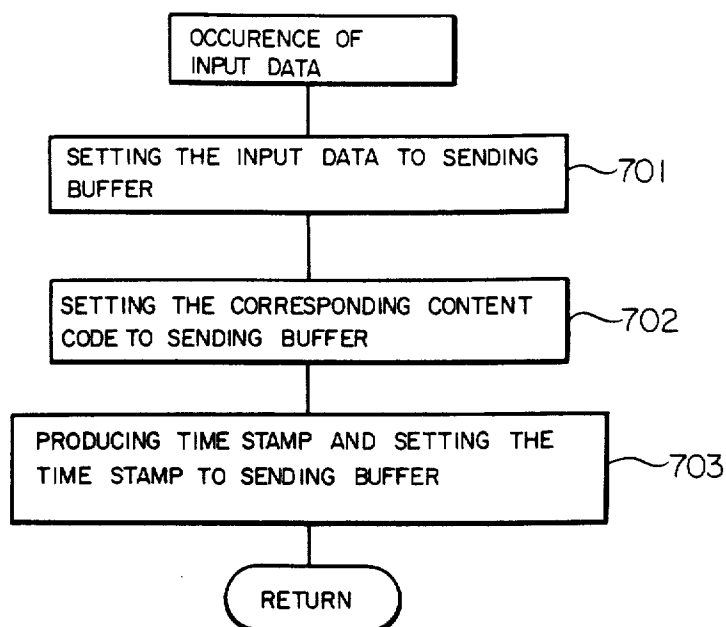 OCCURENCE OF
INPUT DATA
SETTING THE INPUT DATA TO SENDING
BUFFER
701
SETTING THE CORRESPONDING CONTENT
CODE TO SENDING BUFFER
702
PRODUCING TIME STAMP AND SETTING THE
TIME STAMP TO SENDING BUFFER
703
RETURN